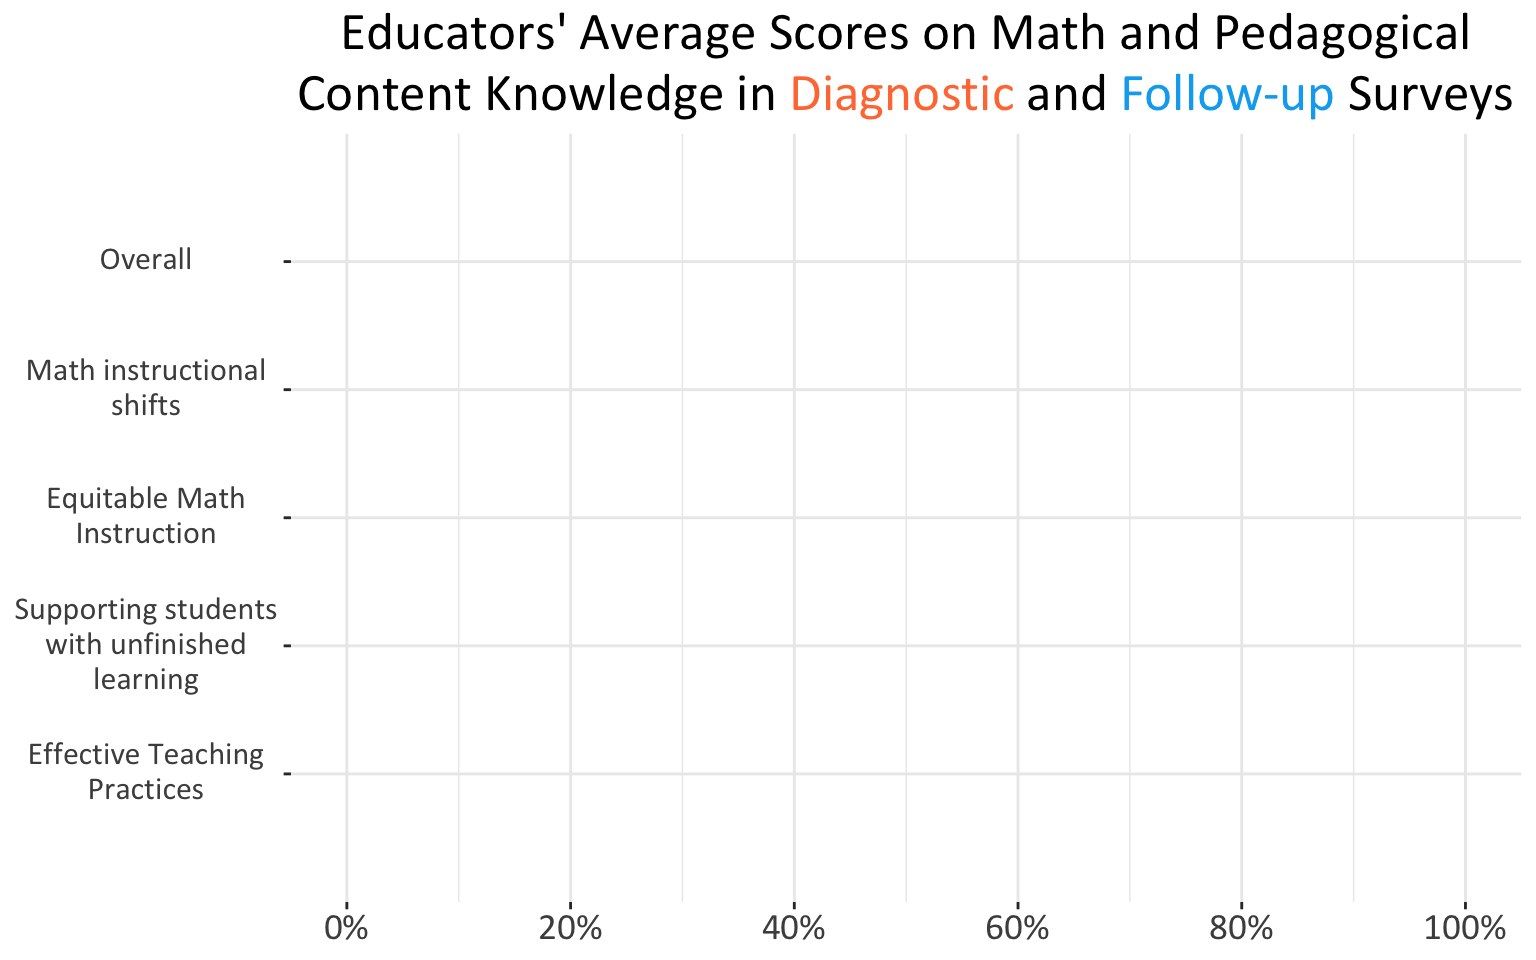 Educators' Average Scores on Math and Pedagogical
Content Knowledge in Diagnostic and Follow-up Surveys
Overall
Math instructional
shifts
Equitable Math
Instruction
Supporting students
with unfinished
learning
Effective Teaching
Practices
0% 20% 40% 60% 80% 100%